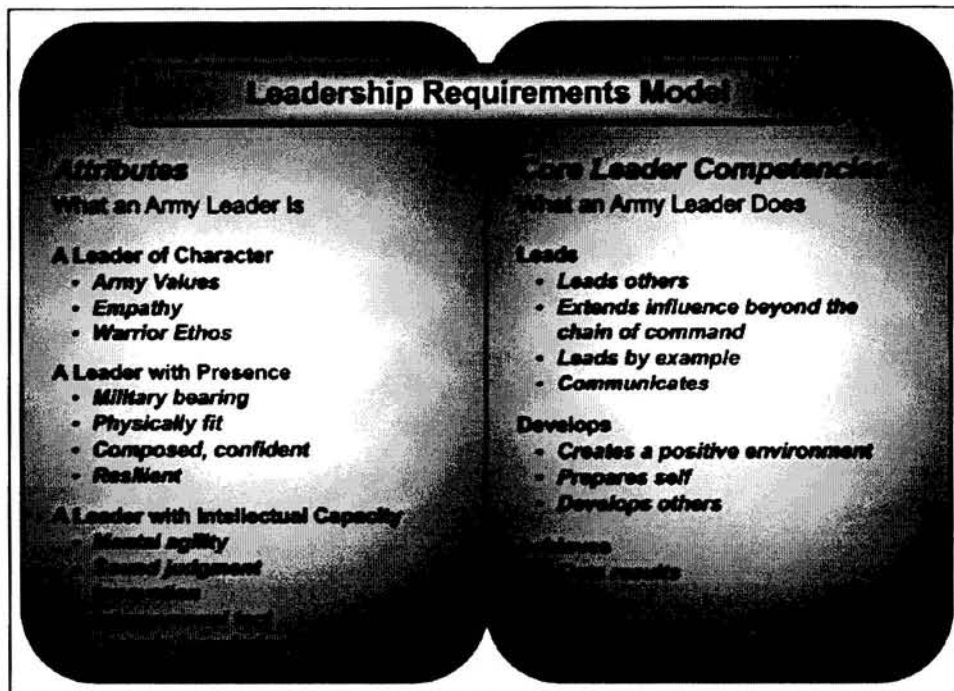 Leadership Requirements Model
Attributes
What an Army Leader Is
A Leader of Character
• Army Values
• Empathy
• Warrior Ethos
A Leader with Presence
• Military bearing
• Physically fit
• Composed, confident
• Resilient
A Leader with Intellectual Capacity
• Mental agility
• Sound judgment
Core Leader Competencies
What an Army Leader Does
Leads
• Leads others
• Extends influence beyond the
chain of command
• Leads by example
• Communicates
Develops
• Creates a positive environment
• Prepares self
• Develops others
results